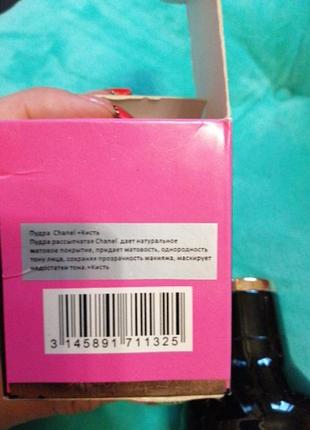 Пудра Chanel +Кисть
Пудра рассыпчатая Chanel дает натуральное
матовое покрытие, придает матовость, однородность
тону лица, сохраняя прозрачность макияжа, маскирует
недостатки тона.+Кисть
3 145891 711325